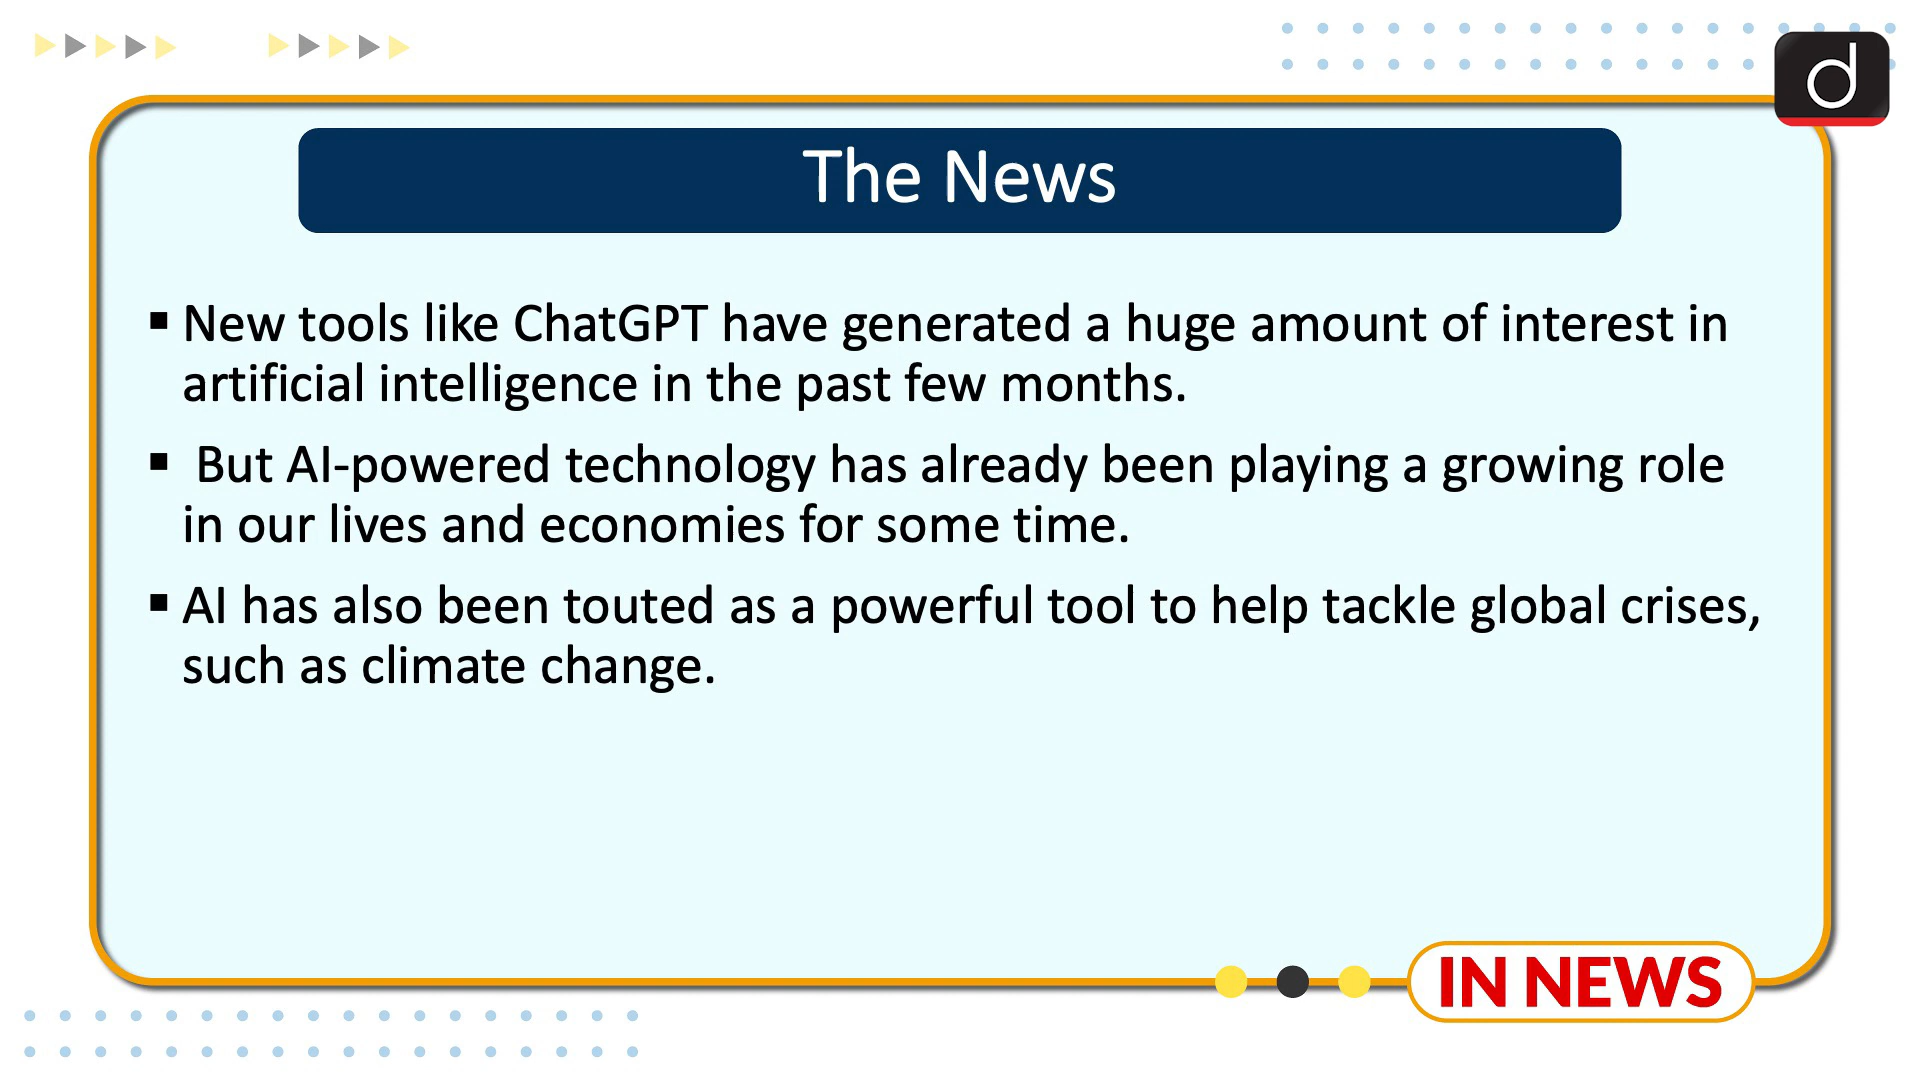 d
The News
▪ New tools like ChatGPT have generated a huge amount of interest in
artificial intelligence in the past few months.
▪ But AI-powered technology has already been playing a growing role
in our lives and economies for some time.
▪ AI has also been touted as a powerful tool to help tackle global crises,
such as climate change.
IN NEWS